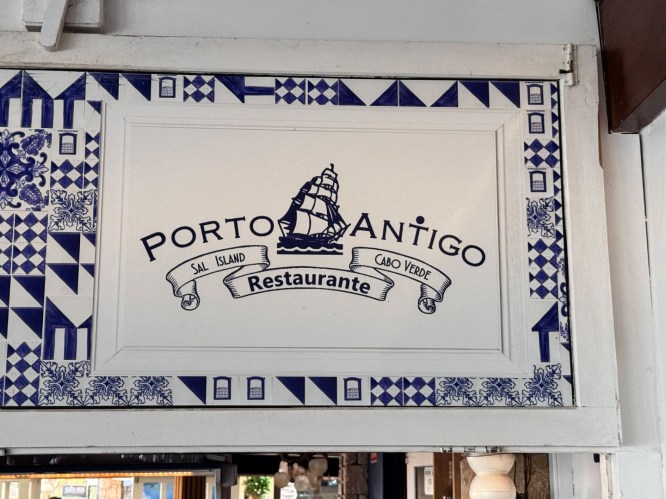 PORTO ANTIGO
SAL ISLAND
CABO VERDE
Restaurante